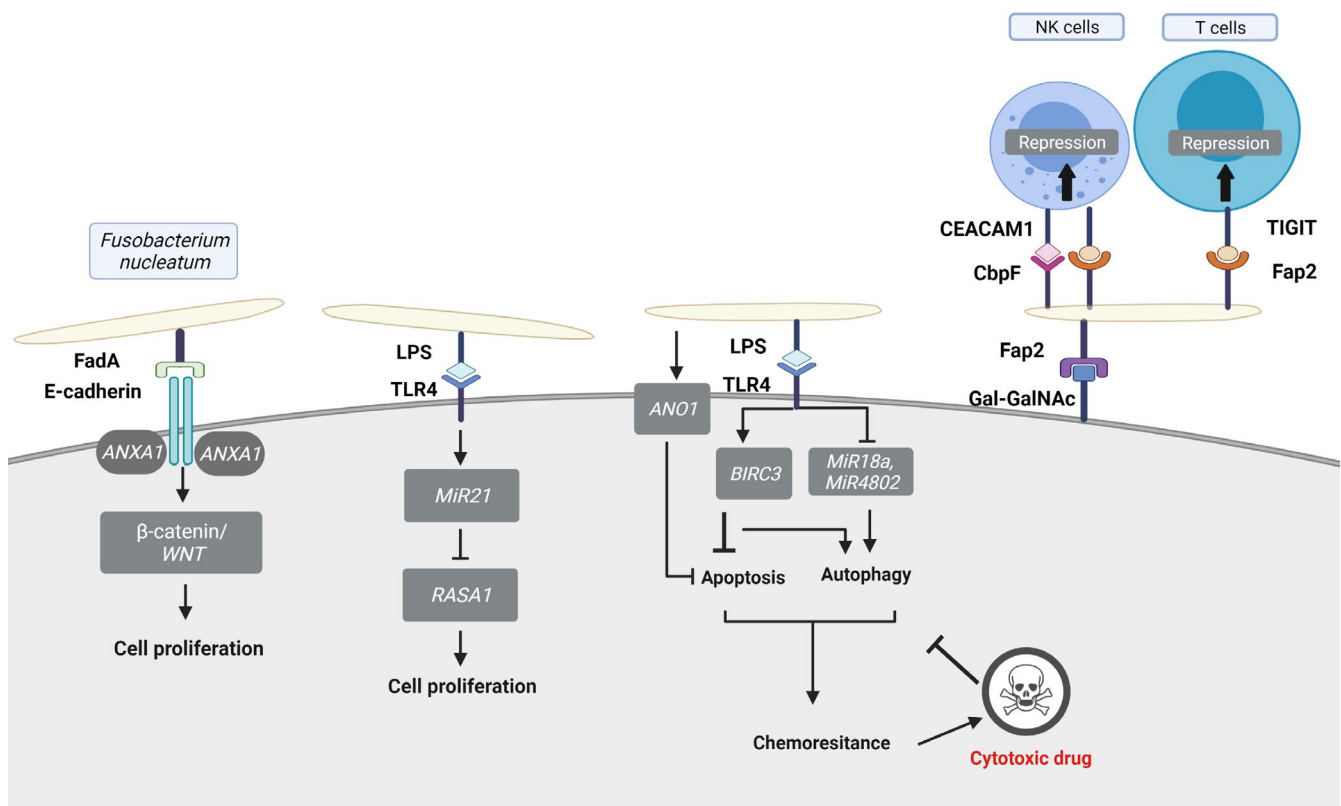 NK cells
T cells
Repression
Repression
CEACAM1
CbpF
TIGIT
Fap2
Fusobacterium
nucleatum
FadA
E-cadherin
ANXA1
ANXA1
β-catenin/
WNT
Cell proliferation
LPS
TLR4
MiR21
RASA1
Cell proliferation
ANO1
LPS
TLR4
BIRC3
MiR18a,
MiR4802
Apoptosis
Autophagy
Chemoresitance
Cytotoxic drug
Fap2
Gal-GalNAc